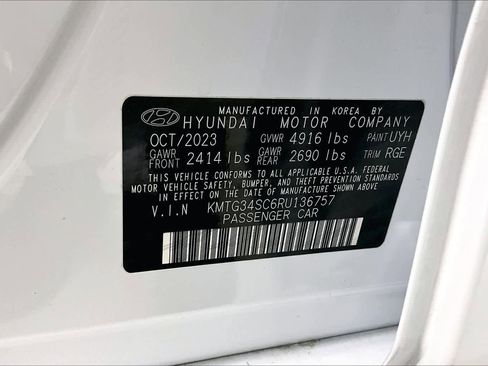 MANUFACTURED IN KOREA BY
HYUNDAI MOTOR COMPANY
OCT/2023 GVWR 4916 lbs PAINT UYH
GAWR FRONT 2414 lbs GAWR REAR 2690 lbs TRIM RGE
THIS VEHICLE CONFORMS TO ALL APPLICABLE U.S. FEDERAL
MOTOR VEHICLE SAFETY, BUMPER, AND THEFT PREVENTION STANDARDS
IN EFFECT ON THE DATE OF MANUFACTURE SHOWN ABOVE.
V.I.N KMTG34SC6RU136757
PASSENGER CAR